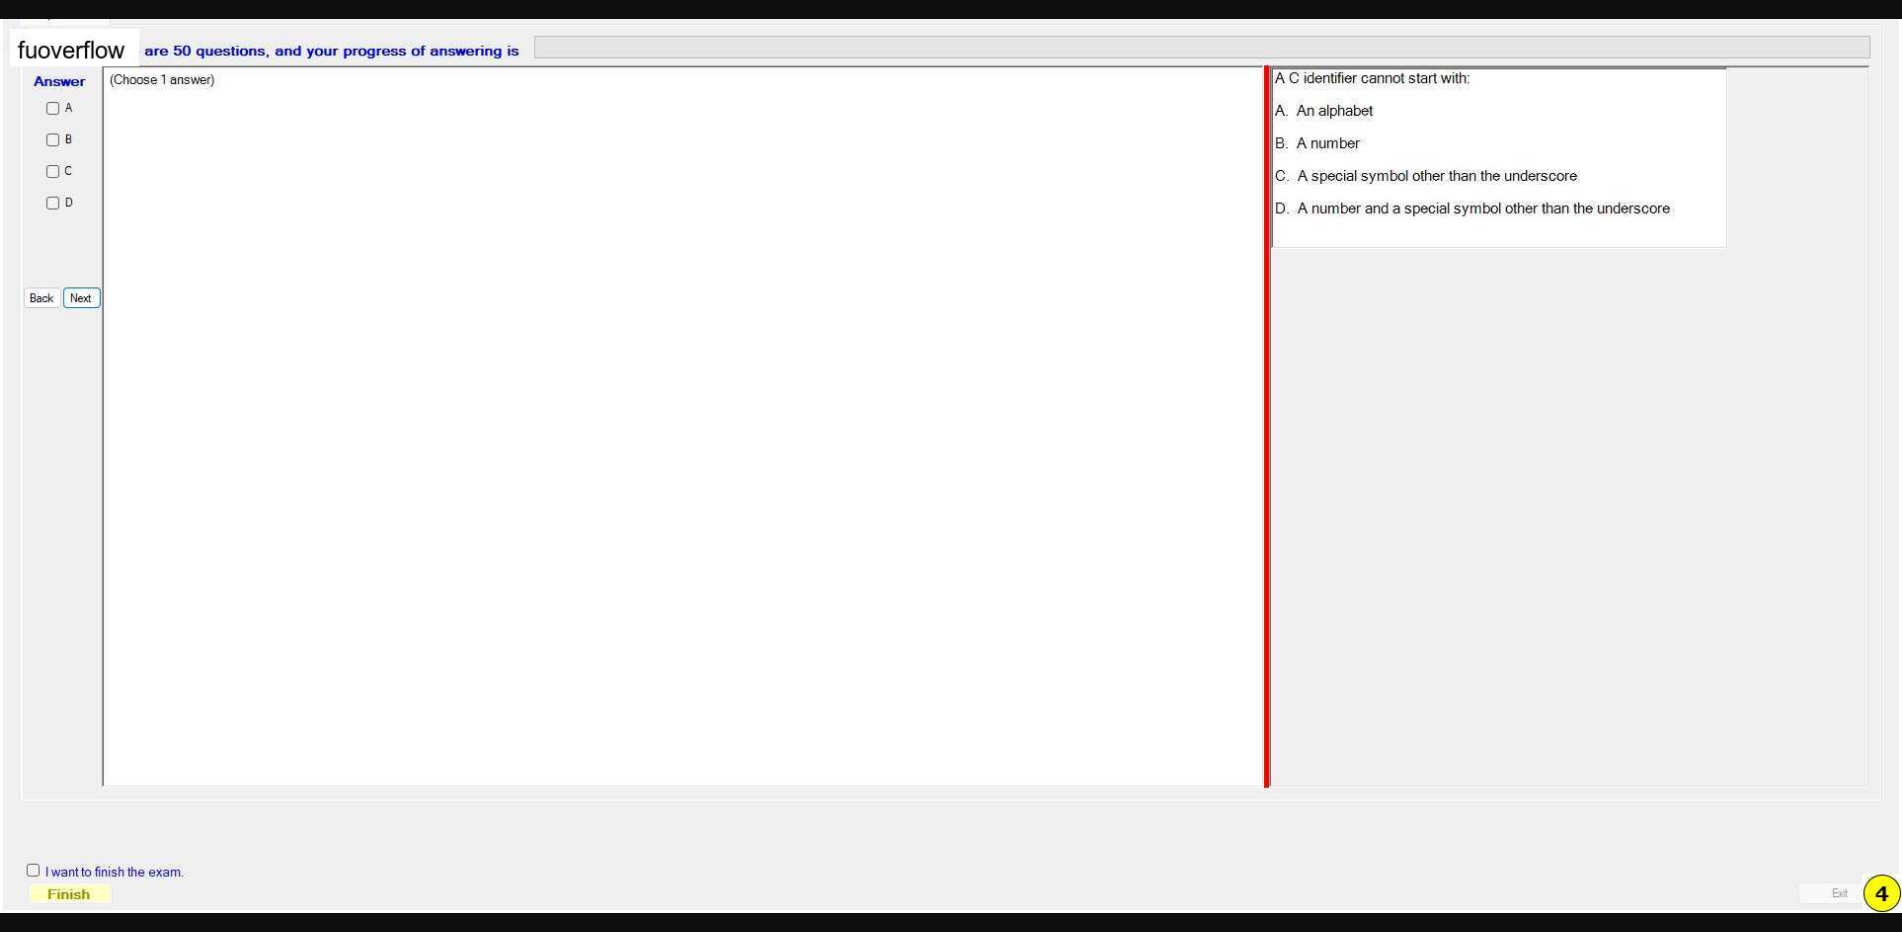 fuoverflow are 50 questions, and your progress of answering is
Answer
(Choose 1 answer)
A
B
C
D
Back Next
A C identifier cannot start with:
A. An alphabet
B. A number
C. A special symbol other than the underscore
D. A number and a special symbol other than the underscore
I want to finish the exam.
Finish
Exit
4